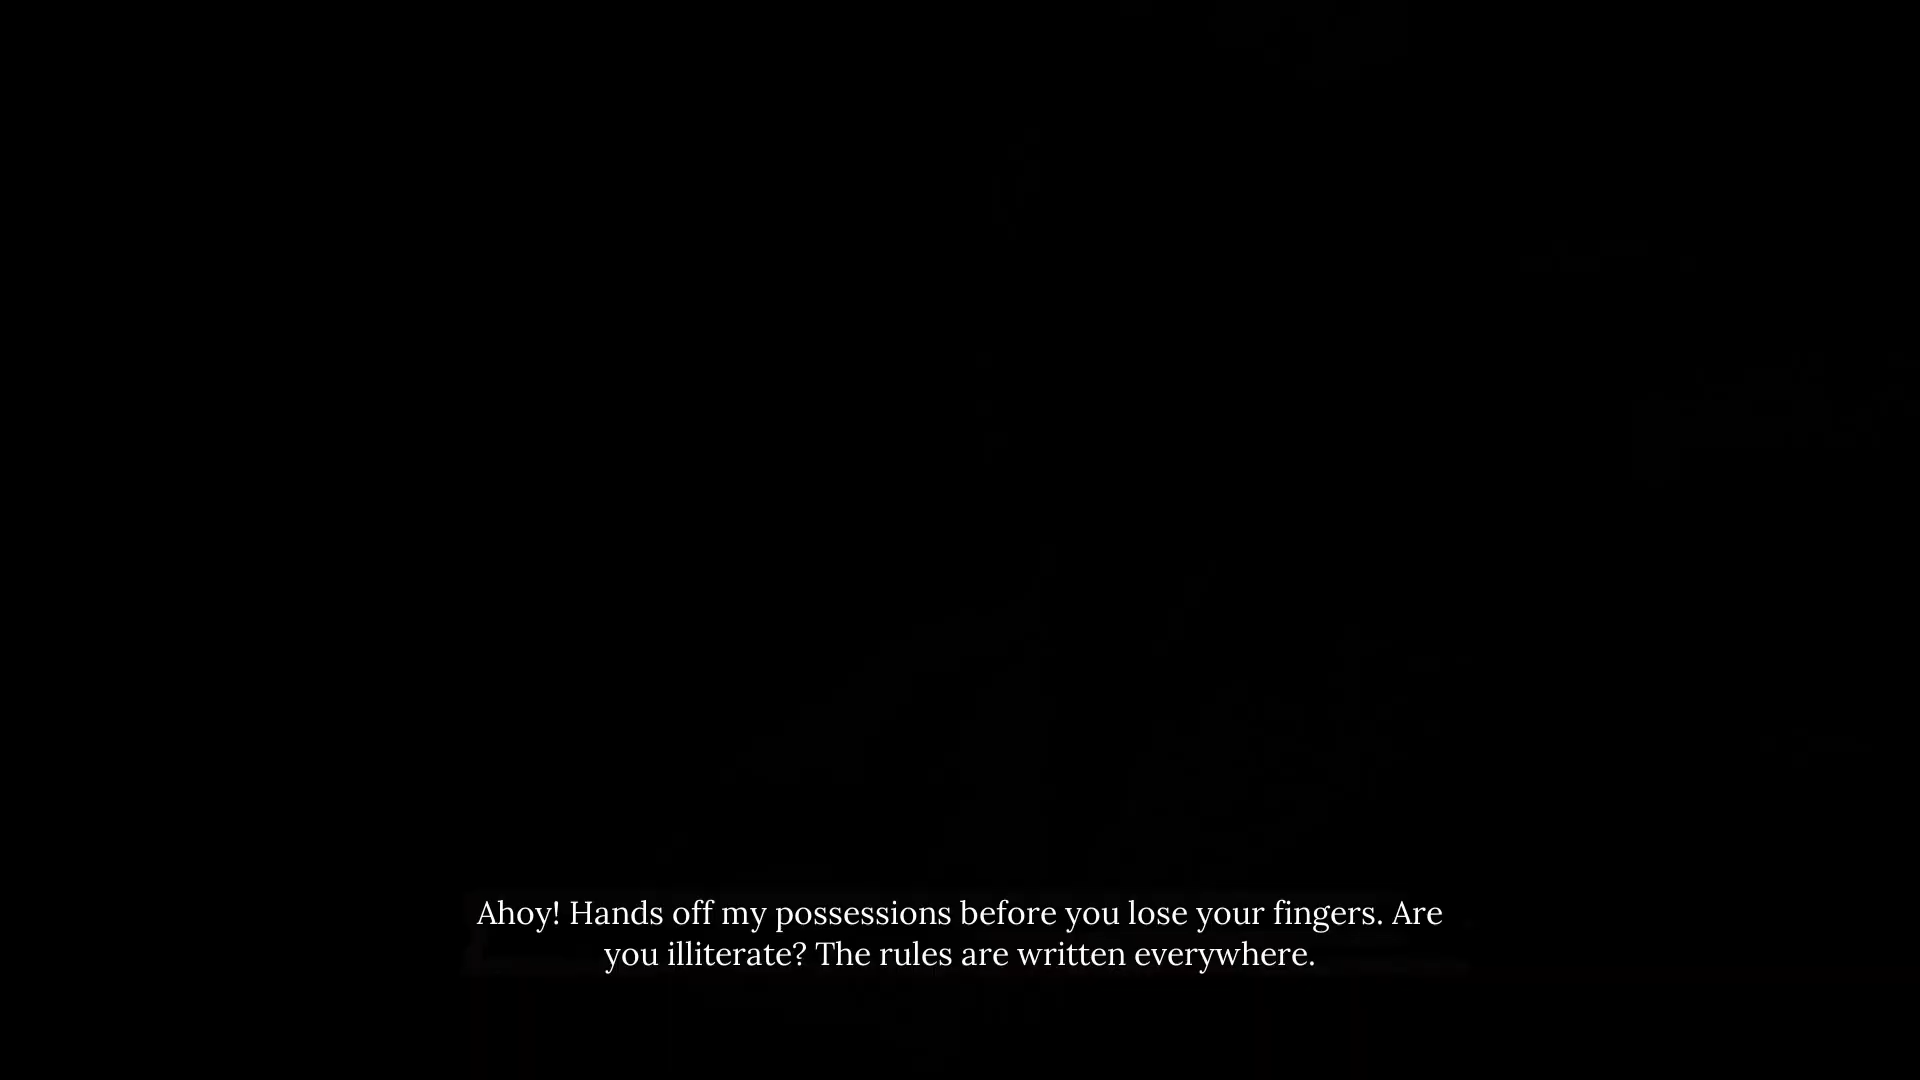 Ahoy! Hands off my possessions before you lose your fingers. Are
you illiterate? The rules are written everywhere.